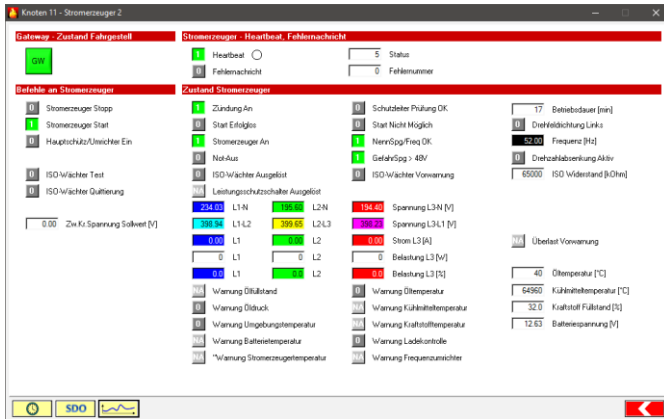 Knoten 11 - Stromerzeuger 2
Gateway - Zustand Fahrgestell
Stromerzeuger - Heartbeat, Fehlernachricht
GW
1 Heartbeat 5 Status
0 Fehlernachricht 0 Fehlernummer
Befehle an Stromerzeuger
Zustand Stromerzeuger
0 Stromerzeuger Stopp
1 Stromerzeuger Start
0 Hauptschütz/Umrichter Ein
0 ISO-Wächter Test
0 ISO-Wächter Quittierung
0.00 Zw.Kr.Spannung Sollwert [V]
1 Zündung An 0 Schutzleiter Prüfung OK 17 Betriebsdauer [min]
0 Start Erfolglos 0 Start Nicht Möglich 0 Drehfeldrichtung Links
1 Stromerzeuger An 1 NennSpg/Freq OK 52.00 Frequenz [Hz]
0 Not-Aus 1 GefahrSpg > 48V 0 Drehzahlabsenkung Aktiv
0 ISO-Wächter Ausgelöst 0 ISO-Wächter Vorwarnung 65000 ISO Widerstand [kOhm]
NA Leistungsschutzschalter Ausgelöst
234.03 L1-N 195.60 L2-N 194.40 Spannung L3-N [V]
398.94 L1-L2 399.65 L2-L3 Spannung L3-L1 [V]
0.00 L1 0.00 L2 0.00 Strom L3 [A] NA Überlast Vorwarnung
0 L1 0 L2 0 Belastung L3 [W]
0.0 L1 0.0 L2 0.0 Belastung L3 [%] 40 Öltemperatur [°C]
NA Warnung Ölfüllstand 0 Warnung Öltemperatur 64960 Kühlmitteltemperatur [°C]
0 Warnung Öldruck NA Warnung Kühlmitteltemperatur 32.0 Kraftstoff Füllstand [%]
0 Warnung Umgebungstemperatur NA Warnung Kraftstofftemperatur 12.63 Batteriespannung [V]
NA Warnung Batterietemperatur 0 Warnung Ladekontrolle
NA "Warnung Stromerzeugertemperatur NA Warnung Frequenzumrichter
SDO